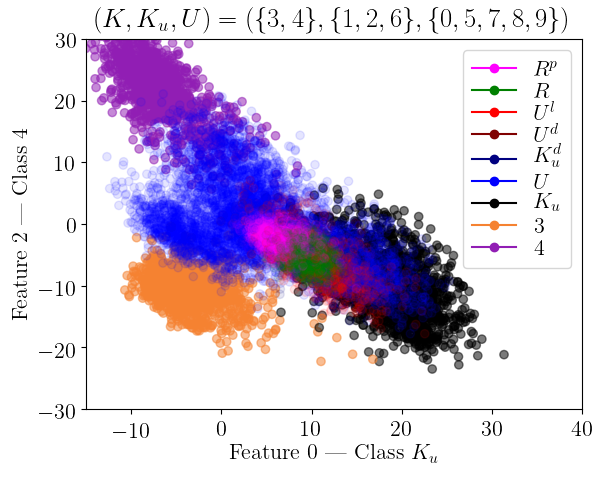 (K, K_u, U) = ({3, 4}, {1, 2, 6}, {0, 5, 7, 8, 9})
30
20
10
0
−10
−20
−30
Feature 2 — Class 4
R^p
R
U^l
U^d
K_u^d
U
K_u
3
4
−10
0
10
20
30
40
Feature 0 — Class K_u